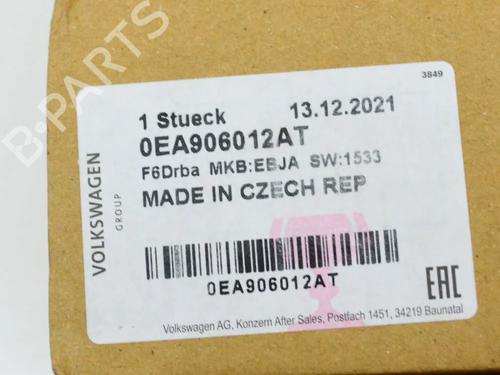 B-PARTS
3849
VOLKSWAGEN
GROUP
1 Stueck 13.12.2021
0EA906012AT
F6Drba MKB:EBJA SW:1533
MADE IN CZECH REP
0EA906012AT
EAC
Volkswagen AG, Konzern After Sales, Postfach 1451, 34219 Baunatal